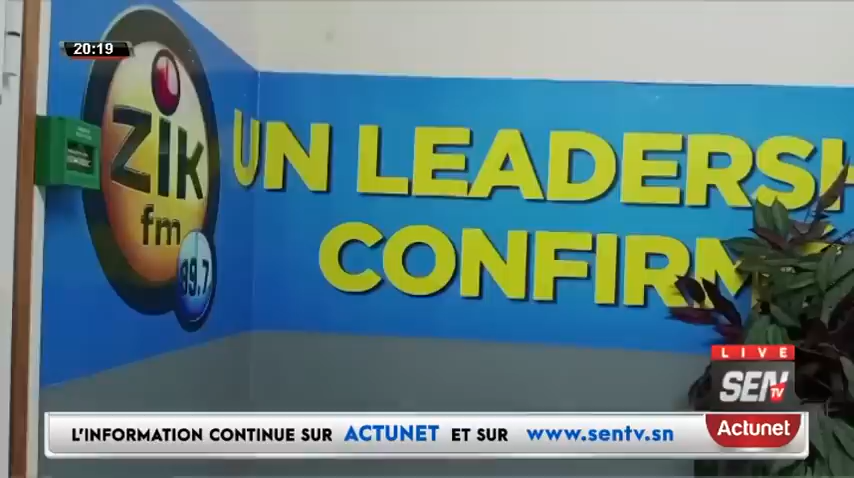 20:19
ZiK
fm
89.7
UN LEADERSH
CONFIRM
LIVE
SEN
TV
L'INFORMATION CONTINUE SUR ACTUNET ET SUR www.sentv.sn
Actunet